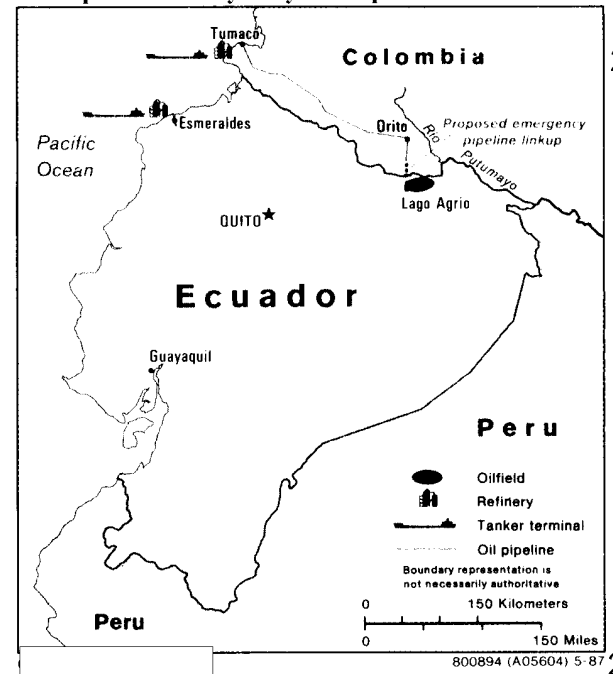 Tumaco
Colombia
Esmeraldes
Pacific
Ocean
Orito
Rio
Putumayo
Proposed emergency
pipeline linkup
Lago Agrio
QUITO
Ecuador
Guayaquil
Peru
Oilfield
Refinery
Tanker terminal
Oil pipeline
Boundary representation is
not necessarily authoritative
Peru
0 150 Kilometers
0 150 Miles
800894 (A05604) 5-87